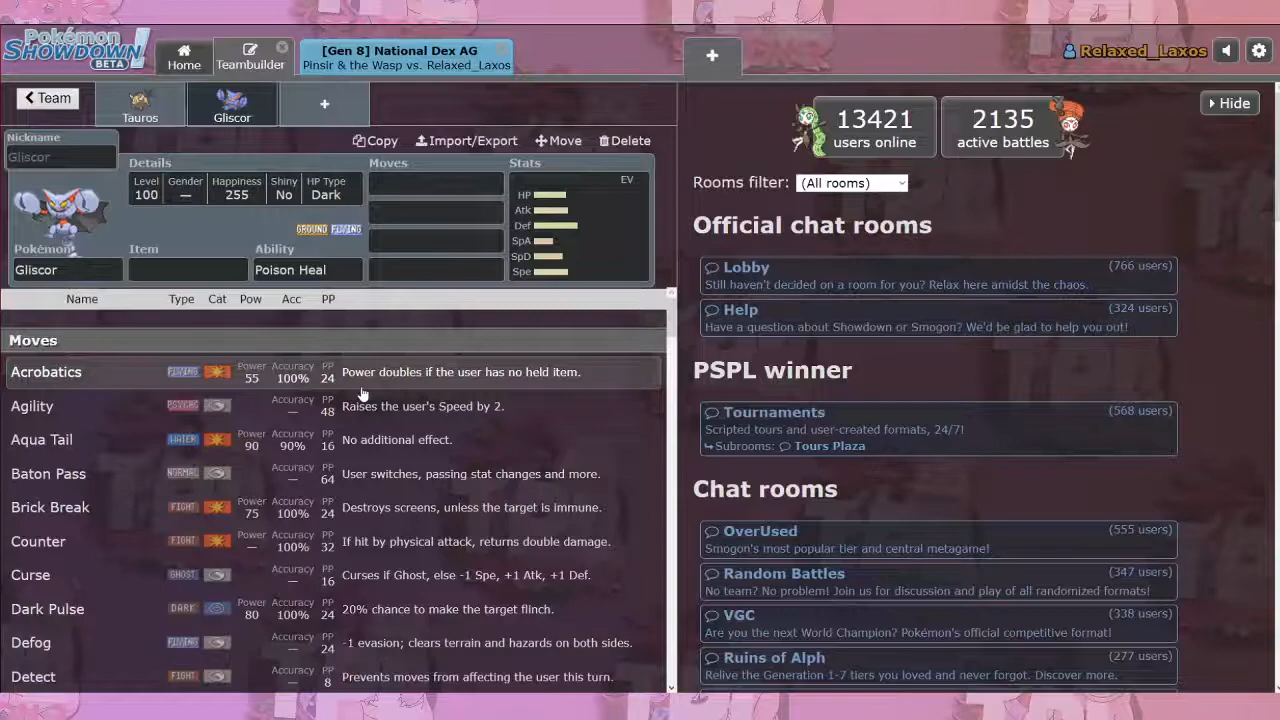 Pokémon
SHOWDOWN!
BETA
Home
Teambuilder
[Gen 8] National Dex AG
Pinsir & the Wasp vs. Relaxed_Laxos
+
Relaxed_Laxos
< Team
Tauros
Gliscor
+
Nickname
Gliscor
Copy
Import/Export
Move
Delete
Details
Level
100
Gender
—
Happiness
255
Shiny
No
HP Type
Dark
GROUND FLYING
Pokémon
Gliscor
Item
Ability
Poison Heal
Moves
Stats
EV
HP
Atk
Def
SpA
SpD
Spe
Name Type Cat Pow Acc PP
Moves
Acrobatics FLYING Power 55 Accuracy 100% PP 24 Power doubles if the user has no held item.
Agility PSYCHC Accuracy — PP 48 Raises the user's Speed by 2.
Aqua Tail WATER Power 90 Accuracy 90% PP 16 No additional effect.
Baton Pass NORMAL Accuracy — PP 64 User switches, passing stat changes and more.
Brick Break FIGHT Power 75 Accuracy 100% PP 24 Destroys screens, unless the target is immune.
Counter FIGHT Power — Accuracy 100% PP 32 If hit by physical attack, returns double damage.
Curse GHOST Accuracy — PP 16 Curses if Ghost, else -1 Spe, +1 Atk, +1 Def.
Dark Pulse DARK Power 80 Accuracy 100% PP 24 20% chance to make the target flinch.
Defog FLYING Accuracy — PP 24 -1 evasion; clears terrain and hazards on both sides.
Detect FIGHT Accuracy — PP 8 Prevents moves from affecting the user this turn.
Hide
13421
users online
2135
active battles
Rooms filter: (All rooms)
Official chat rooms
Lobby (766 users)
Still haven't decided on a room for you? Relax here amidst the chaos.
Help (324 users)
Have a question about Showdown or Smogon? We'd be glad to help you out!
PSPL winner
Tournaments (568 users)
Scripted tours and user-created formats, 24/7!
Subrooms: Tours Plaza
Chat rooms
OverUsed (555 users)
Smogon's most popular tier and central metagame!
Random Battles (347 users)
No team? No problem! Join us for discussion and play of all randomized formats!
VGC (338 users)
Are you the next World Champion? Pokémon's official competitive format!
Ruins of Alph (277 users)
Relive the Generation 1-7 tiers you loved and never forgot. Discover more.